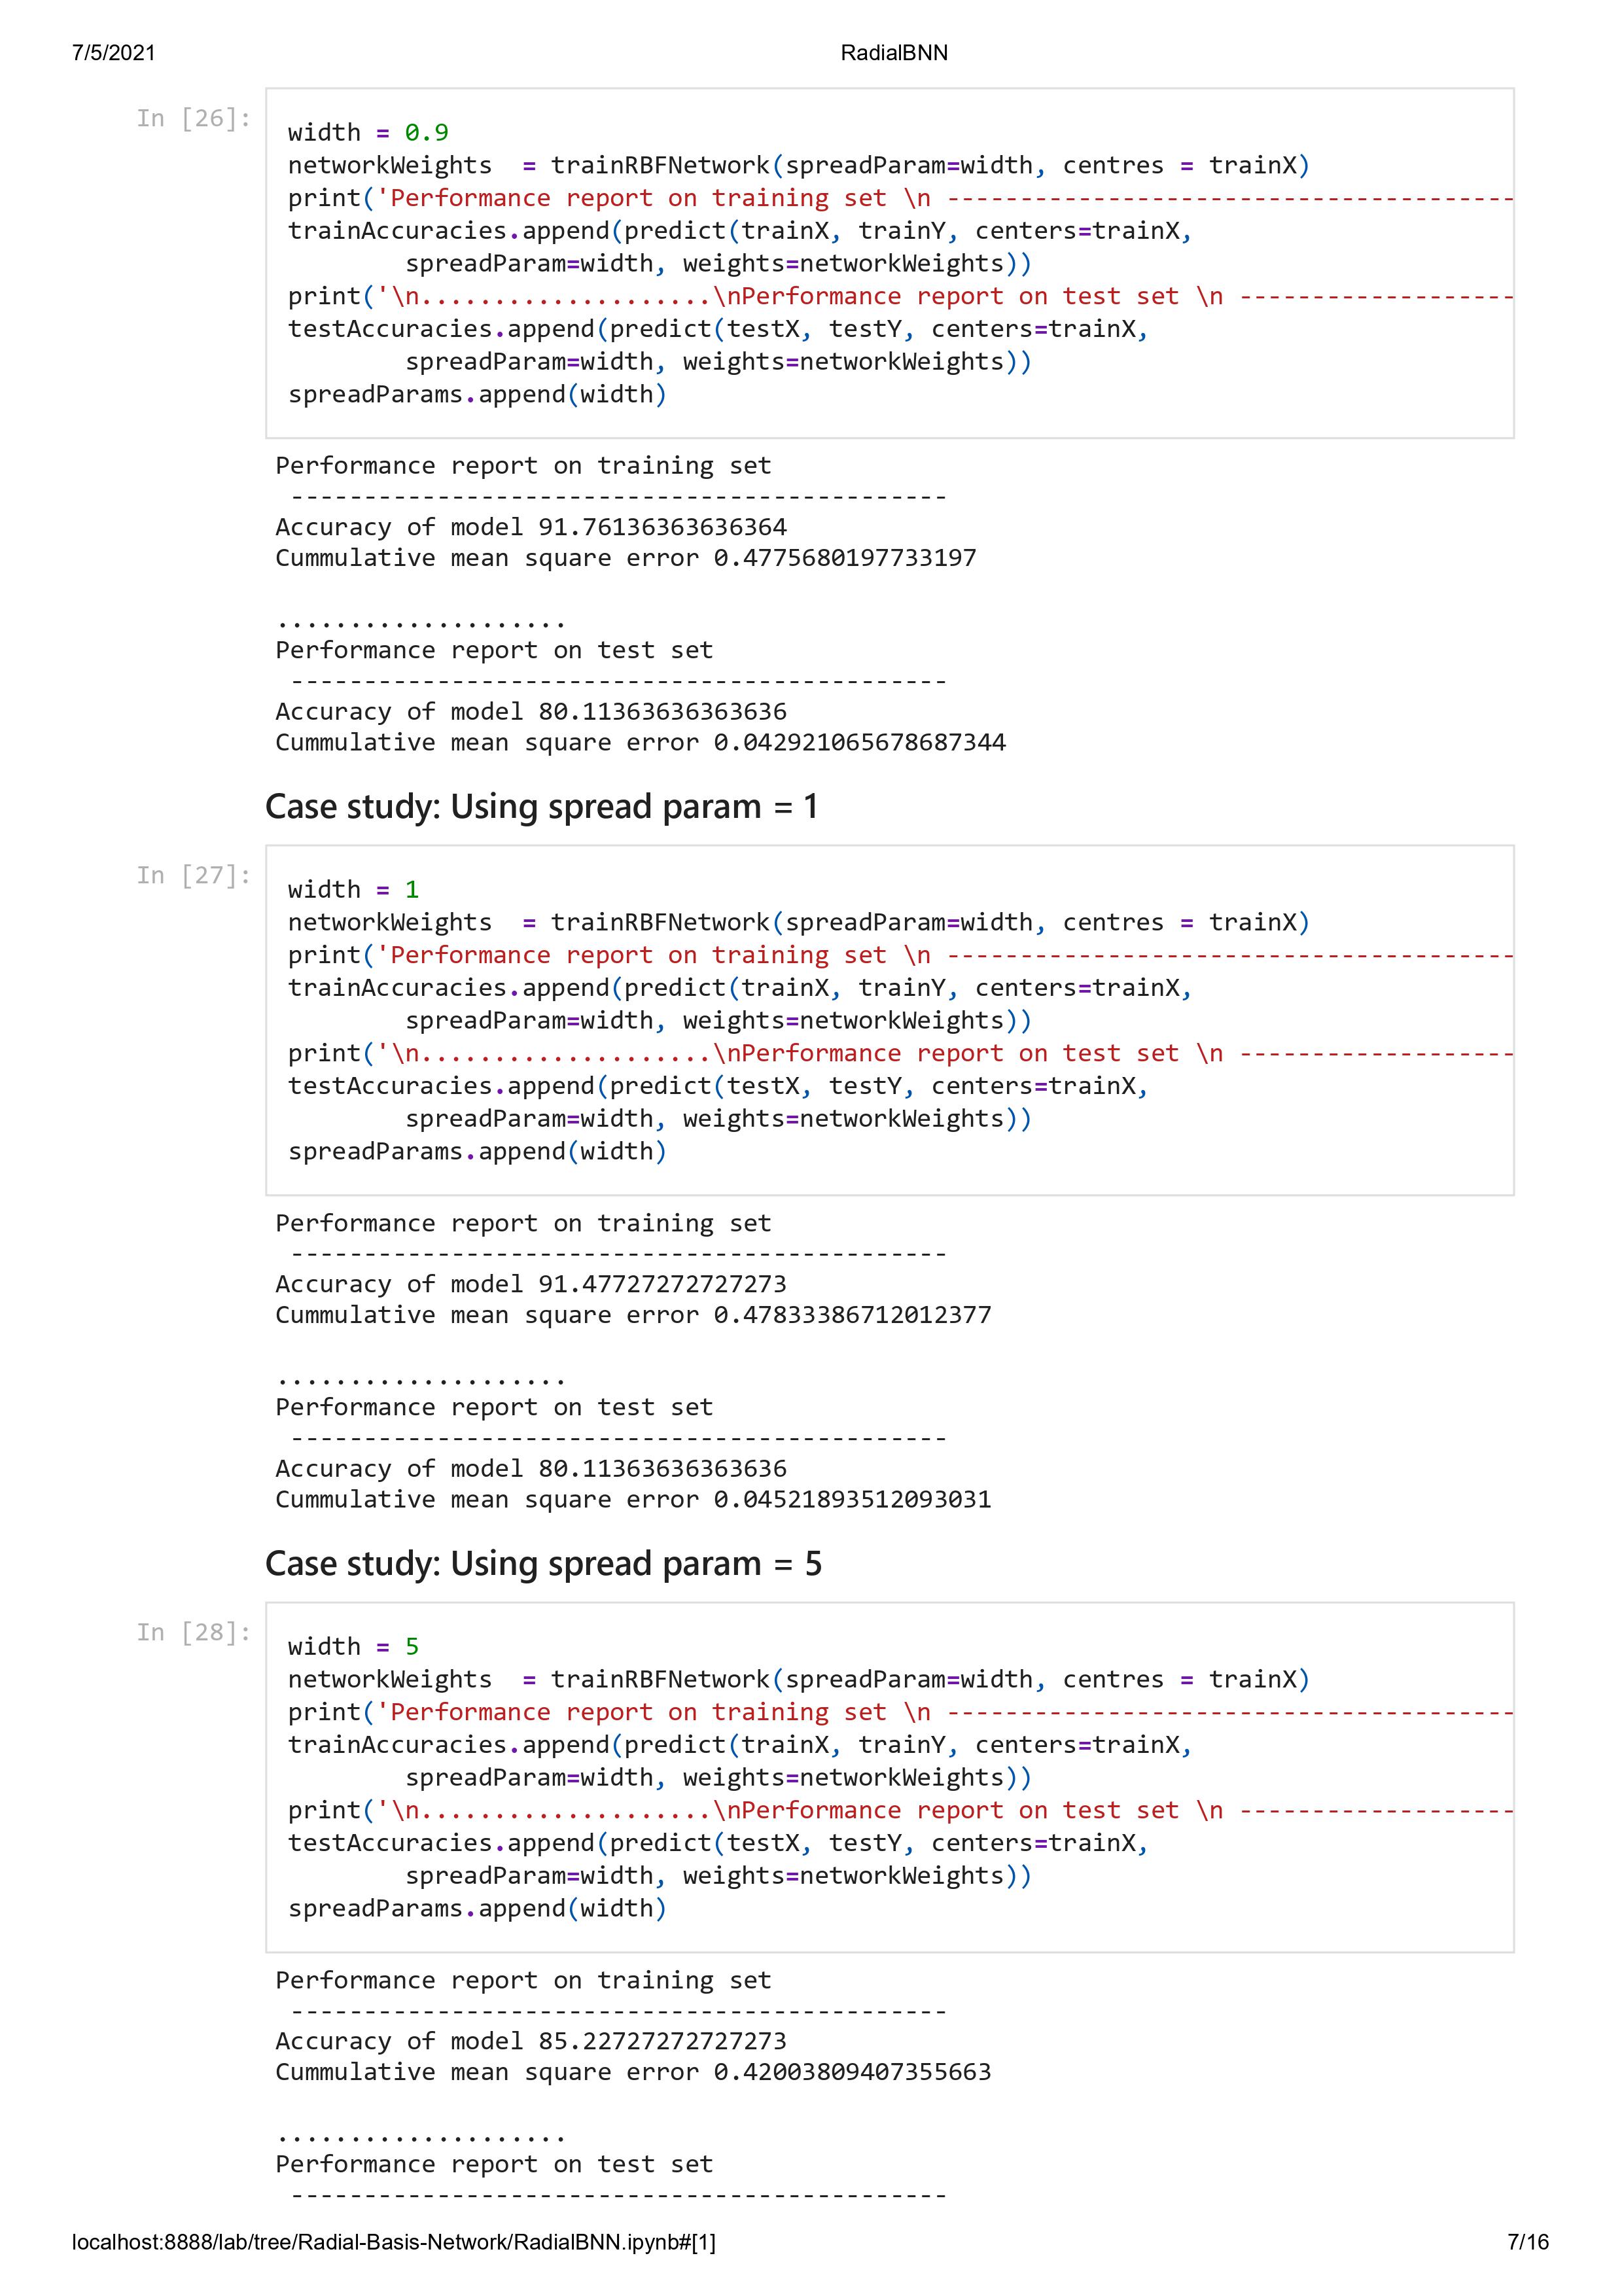 7/5/2021 RadialBNN
In [26]:
width = 0.9
networkWeights  = trainRBFNetwork(spreadParam=width, centres = trainX)
print('Performance report on training set \n ---------------------------------------
trainAccuracies.append(predict(trainX, trainY, centers=trainX,
        spreadParam=width, weights=networkWeights))
print('\n....................\nPerformance report on test set \n -------------------
testAccuracies.append(predict(testX, testY, centers=trainX,
        spreadParam=width, weights=networkWeights))
spreadParams.append(width)
Performance report on training set
 ---------------------------------------------
Accuracy of model 91.76136363636364
Cummulative mean square error 0.4775680197733197
....................
Performance report on test set
 ---------------------------------------------
Accuracy of model 80.11363636363636
Cummulative mean square error 0.042921065678687344
Case study: Using spread param = 1
In [27]:
width = 1
networkWeights  = trainRBFNetwork(spreadParam=width, centres = trainX)
print('Performance report on training set \n ---------------------------------------
trainAccuracies.append(predict(trainX, trainY, centers=trainX,
        spreadParam=width, weights=networkWeights))
print('\n....................\nPerformance report on test set \n -------------------
testAccuracies.append(predict(testX, testY, centers=trainX,
        spreadParam=width, weights=networkWeights))
spreadParams.append(width)
Performance report on training set
 ---------------------------------------------
Accuracy of model 91.47727272727273
Cummulative mean square error 0.47833386712012377
....................
Performance report on test set
 ---------------------------------------------
Accuracy of model 80.11363636363636
Cummulative mean square error 0.04521893512093031
Case study: Using spread param = 5
In [28]:
width = 5
networkWeights  = trainRBFNetwork(spreadParam=width, centres = trainX)
print('Performance report on training set \n ---------------------------------------
trainAccuracies.append(predict(trainX, trainY, centers=trainX,
        spreadParam=width, weights=networkWeights))
print('\n....................\nPerformance report on test set \n -------------------
testAccuracies.append(predict(testX, testY, centers=trainX,
        spreadParam=width, weights=networkWeights))
spreadParams.append(width)
Performance report on training set
 ---------------------------------------------
Accuracy of model 85.22727272727273
Cummulative mean square error 0.42003809407355663
....................
Performance report on test set
 ---------------------------------------------
localhost:8888/lab/tree/Radial-Basis-Network/RadialBNN.ipynb#[1] 7/16